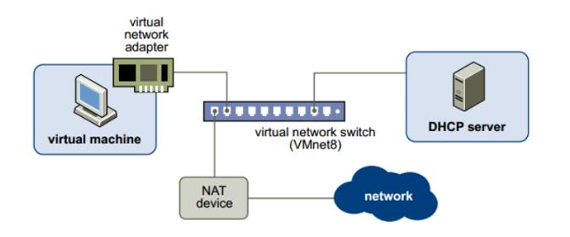 virtual
network
adapter
virtual machine
virtual network switch
(VMnet8)
DHCP server
NAT
device
network